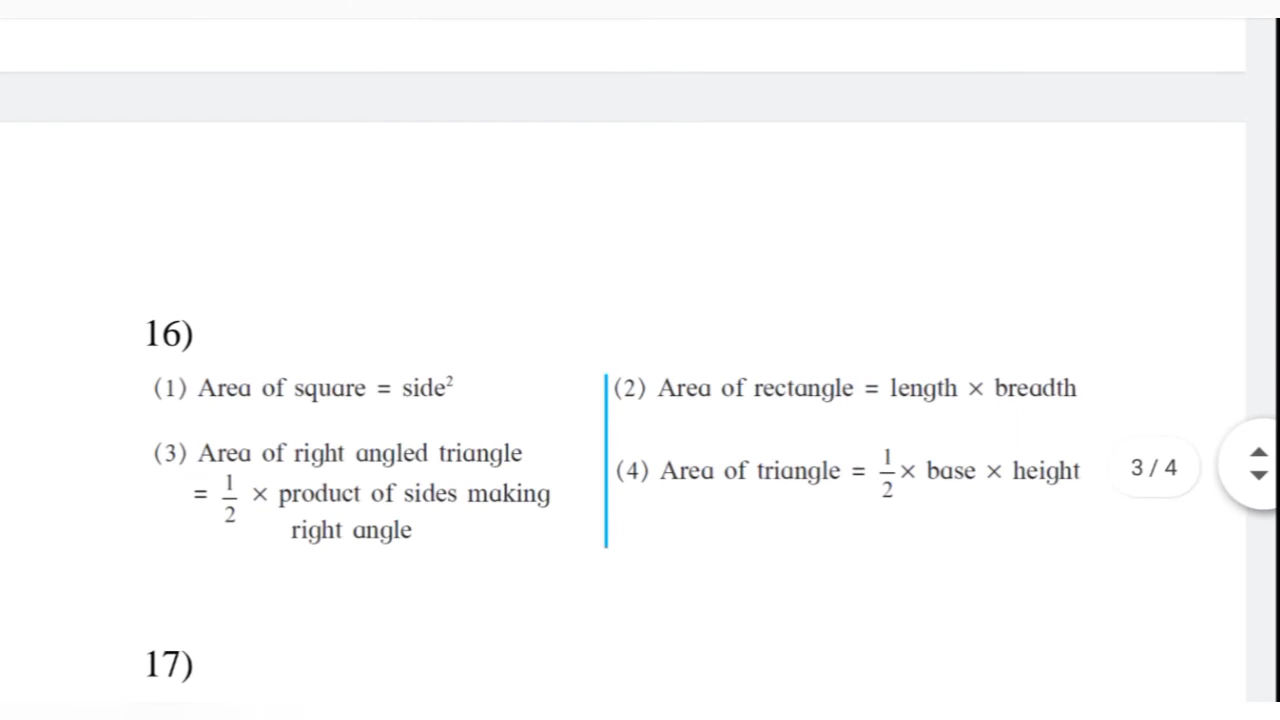 16)
(1) Area of square = side²
(2) Area of rectangle = length × breadth
(3) Area of right angled triangle
= 1/2 × product of sides making
right angle
(4) Area of triangle = 1/2 × base × height
3 / 4
17)